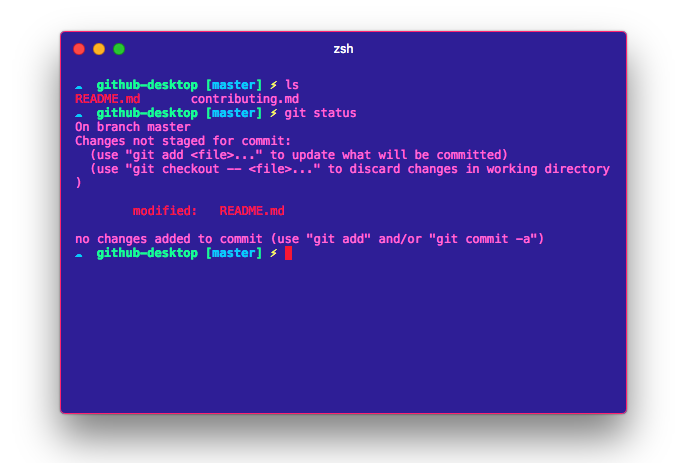 zsh
☁  github-desktop [master] ⚡ ls
README.md       contributing.md
☁  github-desktop [master] ⚡ git status
On branch master
Changes not staged for commit:
  (use "git add <file>..." to update what will be committed)
  (use "git checkout -- <file>..." to discard changes in working directory
)
        modified:   README.md
no changes added to commit (use "git add" and/or "git commit -a")
☁  github-desktop [master] ⚡